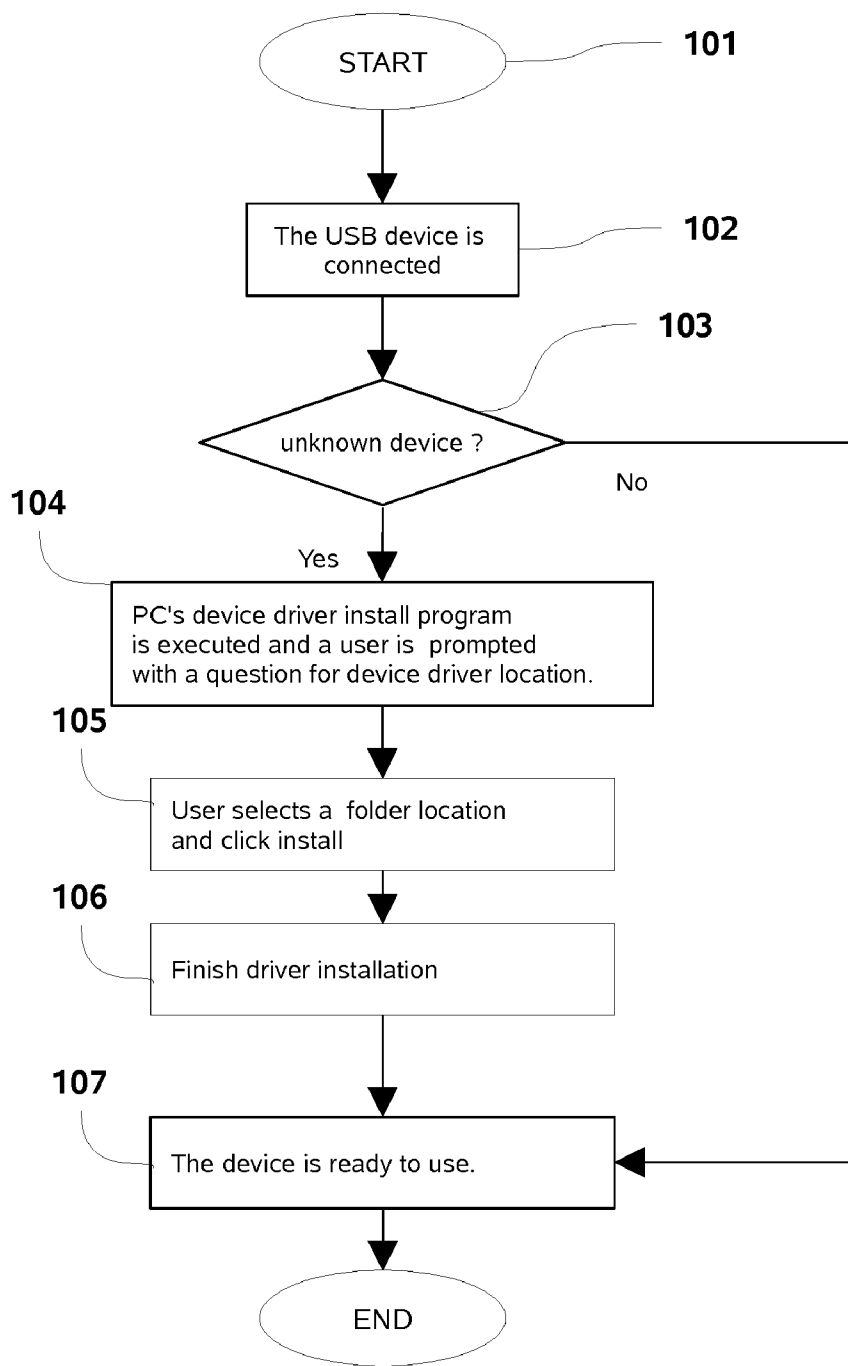 START
101
The USB device is
connected
102
103
unknown device ?
No
104
Yes
PC's device driver install program
is executed and a user is prompted
with a question for device driver location.
105
User selects a folder location
and click install
106
Finish driver installation
107
The device is ready to use.
END